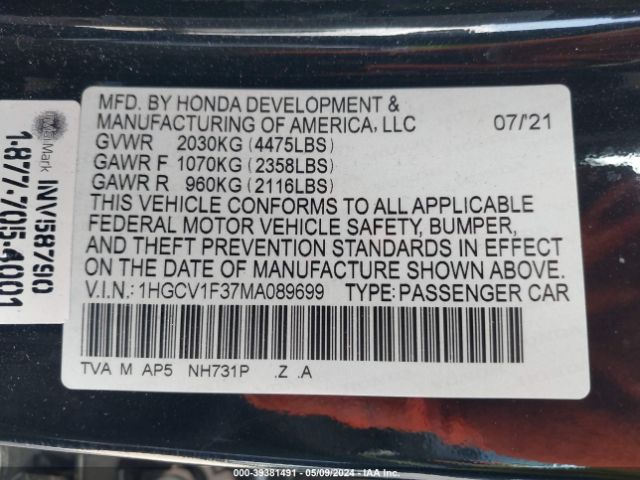 MFD. BY HONDA DEVELOPMENT &
MANUFACTURING OF AMERICA, LLC 07/'21
GVWR 2030KG (4475LBS)
GAWR F 1070KG (2358LBS)
GAWR R 960KG (2116LBS)
THIS VEHICLE CONFORMS TO ALL APPLICABLE
FEDERAL MOTOR VEHICLE SAFETY, BUMPER,
AND THEFT PREVENTION STANDARDS IN EFFECT
ON THE DATE OF MANUFACTURE SHOWN ABOVE.
V.I.N.: 1HGCV1F37MA089699 TYPE: PASSENGER CAR
TVA M AP5 NH731P .Z .A
1-877-705-4001
INV58790
000-39381491 - 05/09/2024 - IAA Inc.